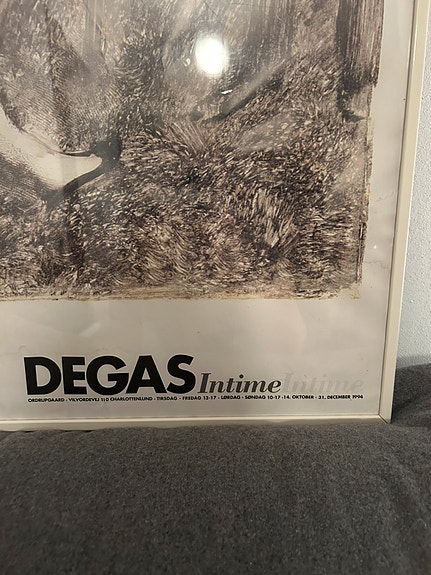 DEGAS Intime Intime
ORDRUPGAARD · VILVORDEVEJ 110 CHARLOTTENLUND · TIRSDAG - FREDAG 13-17 · LØRDAG - SØNDAG 10-17 · 14. OKTOBER - 31. DECEMBER 1994